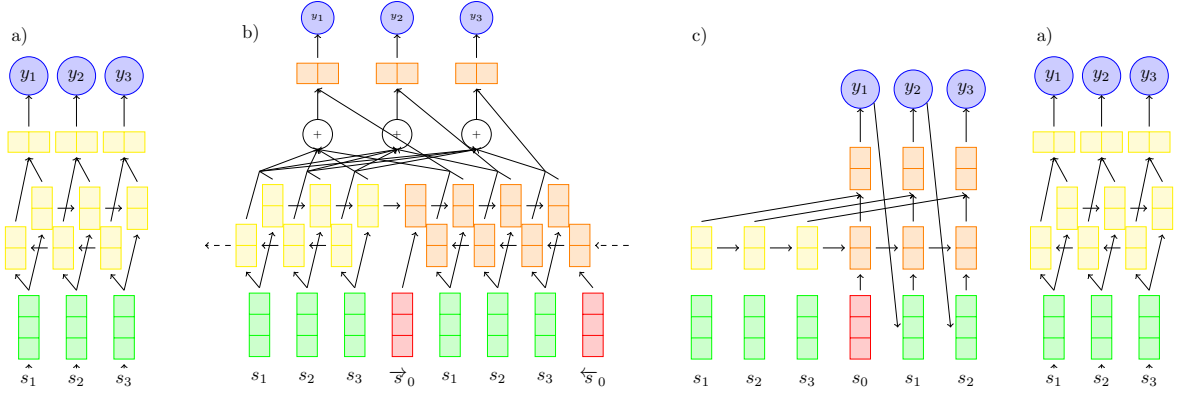 a)
y₁ y₂ y₃
s₁ s₂ s₃
b)
y₁ y₂ y₃
+ + +
s₁ s₂ s₃ →s₀ s₁ s₂ s₃ ←s₀
c)
y₁ y₂ y₃
s₁ s₂ s₃ s₀ s₁ s₂
a)
y₁ y₂ y₃
s₁ s₂ s₃